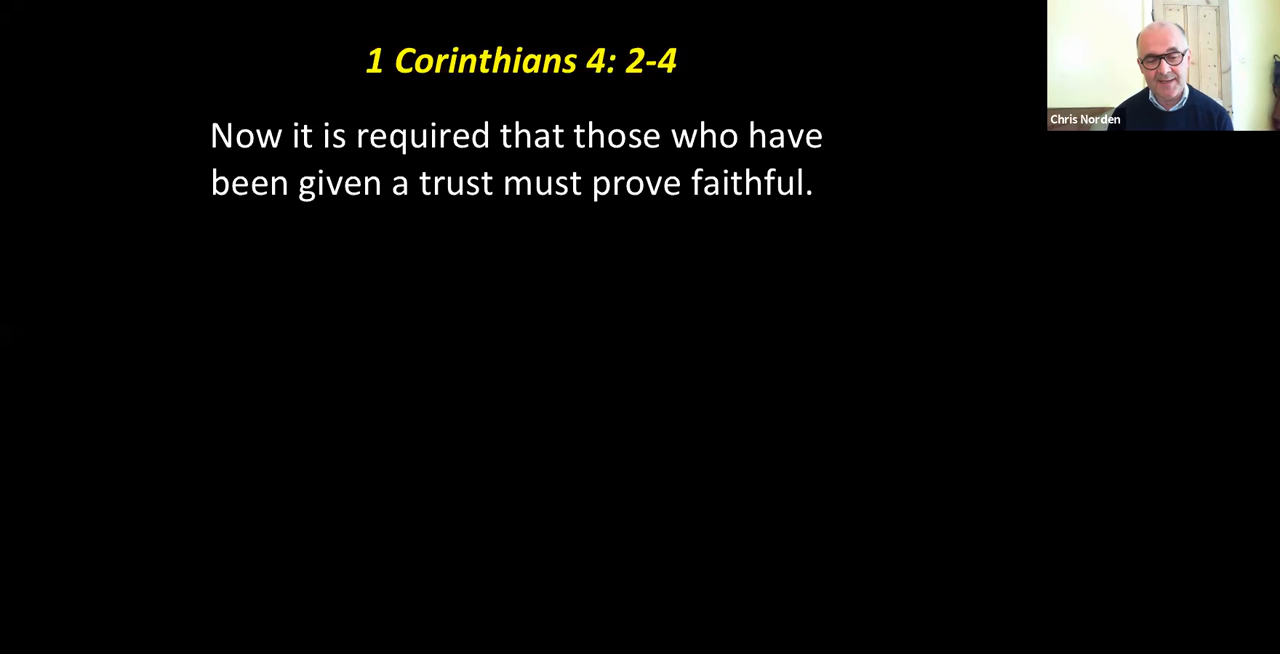 1 Corinthians 4: 2-4
Now it is required that those who have
been given a trust must prove faithful.
Chris Norden